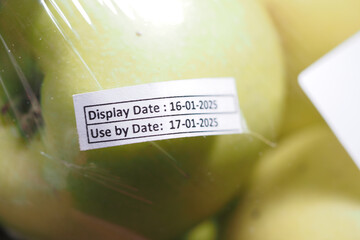 Display Date : 16-01-2025
Use by Date: 17-01-2025